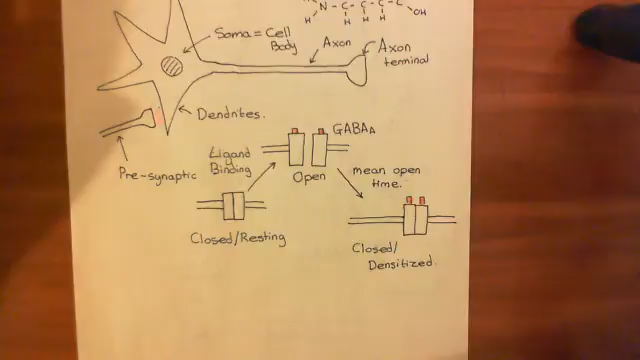 N - C - C - C - C
H H H H OH
Soma = Cell
Body
Axon
Axon
terminal
Dendrites.
Pre-synaptic
GABAA
Ligand
Binding
Open
mean open
time.
Closed/Resting
Closed/
Densitized.